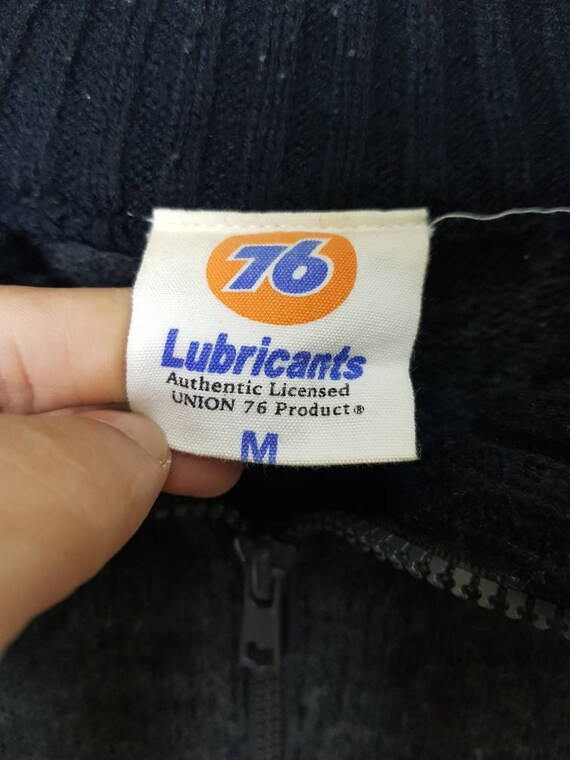 76
Lubricants
Authentic Licensed
UNION 76 Product®
M